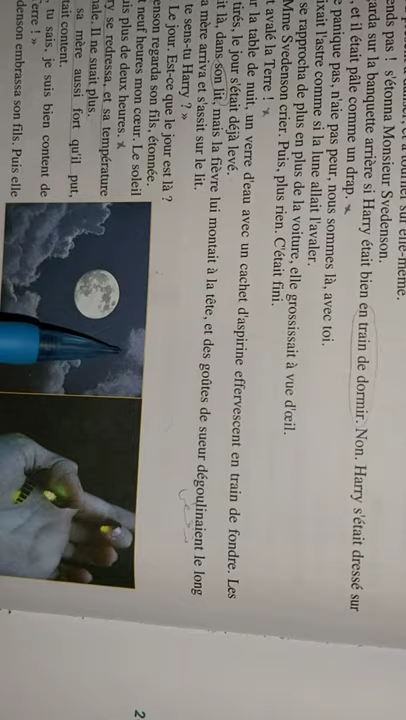 sur elle-même.
ends pas ! s'étonna Monsieur Svedenson.
arda sur la banquette arrière si Harry était bien en train de dormir. Non. Harry s'était dressé sur
, et il était pâle comme un drap.
e panique pas, n'aie pas peur, nous sommes là, avec toi.
ixait l'astre comme si la lune allait l'avaler.
se rapprocha de plus en plus de la voiture, elle grossissait à vue d'œil.
Mme Svedenson crier. Puis, plus rien. C'était fini.
t avalé la Terre !
r la table de nuit, un verre d'eau avec un cachet d'aspirine effervescent en train de fondre. Les
tirés, le jour s'était déjà levé.
it là, dans son lit, mais la fièvre lui montait à la tête, et des goûtes de sueur dégoulinaient le long
a mère arriva et s'assit sur le lit.
te sens-tu Harry ? »
Le jour. Est-ce que le jour est là ?
enson regarda son fils, étonnée.
t neuf heures mon cœur. Le soleil
uis plus de deux heures.
ry se redressa, et sa température
male. Il ne suait plus.
sa mère aussi fort qu'il put,
tait content.
, tu sais, je suis bien content de
erre ! »
denson embrassa son fils. Puis elle
2